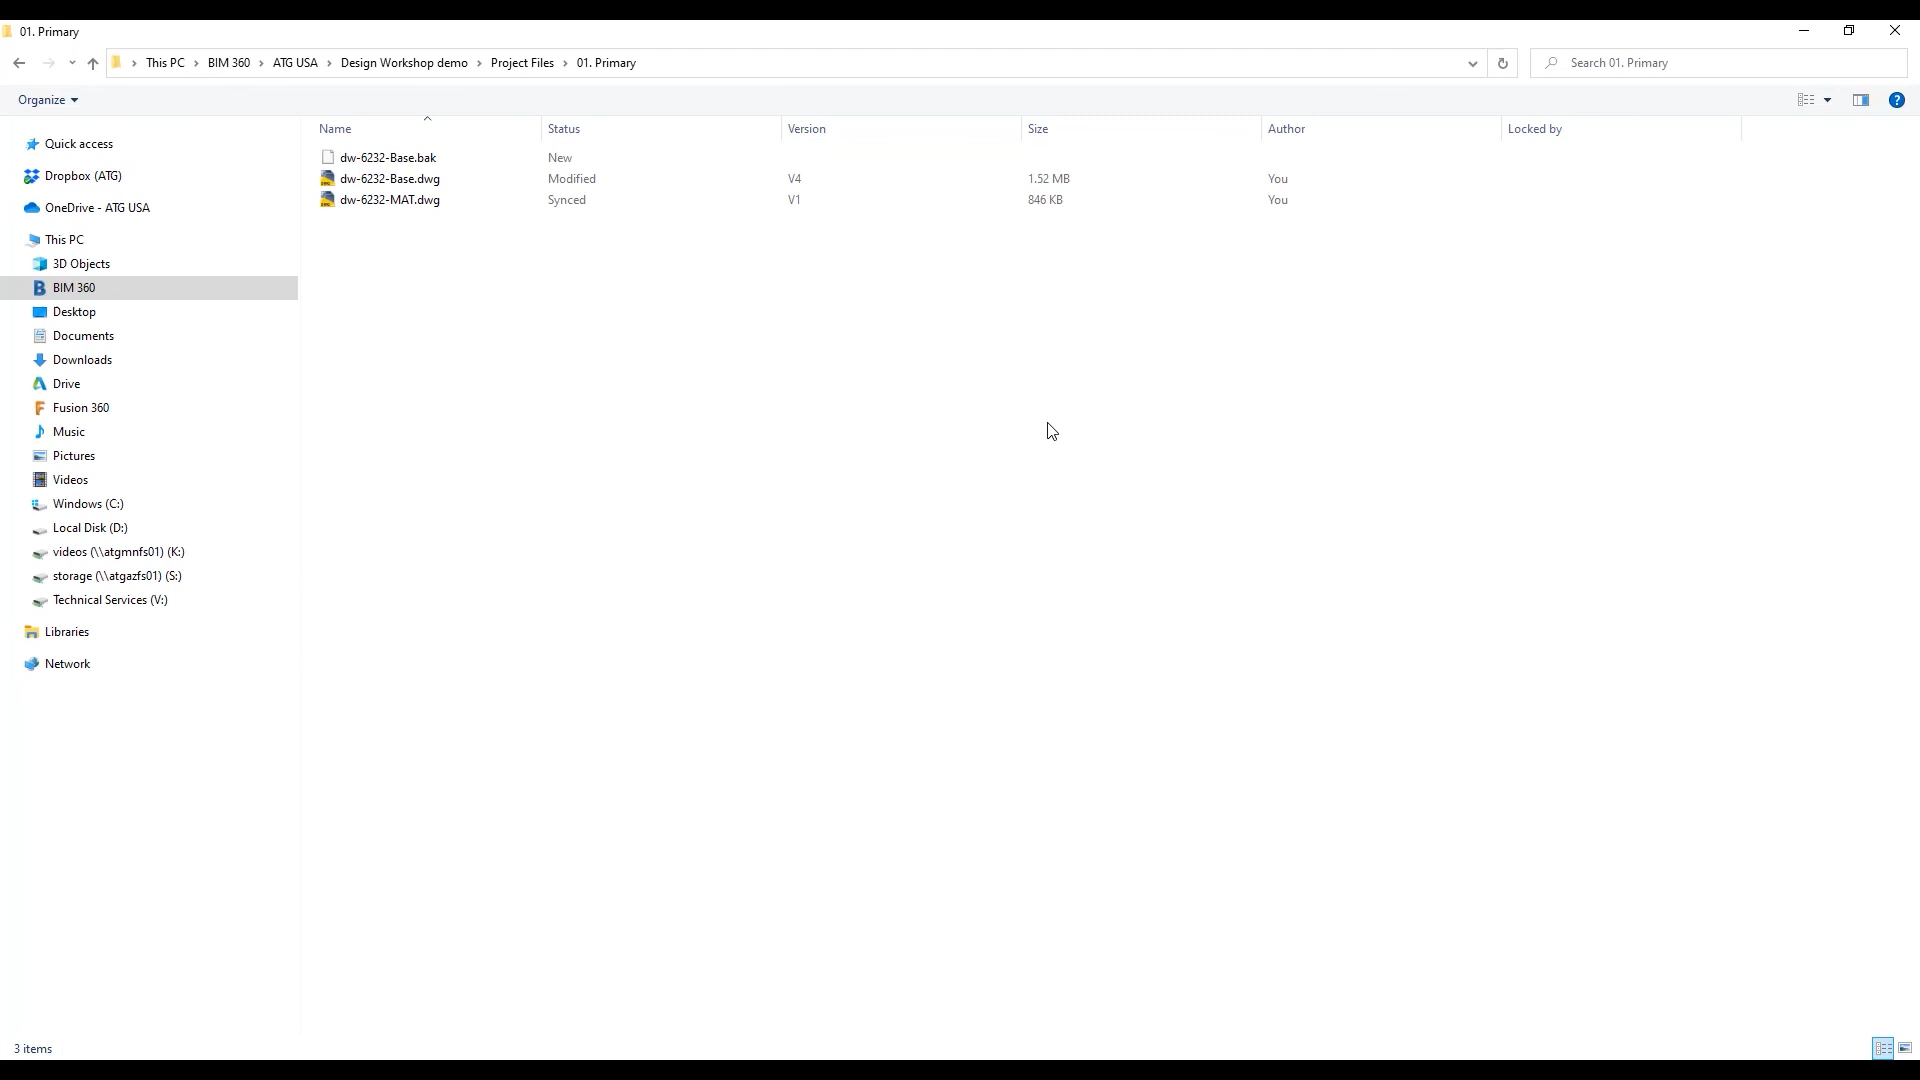 01. Primary
This PC > BIM 360 > ATG USA > Design Workshop demo > Project Files > 01. Primary
Search 01. Primary
Organize
?
Name Status Version Size Author Locked by
dw-6232-Base.bak New
dw-6232-Base.dwg Modified V4 1.52 MB You
dw-6232-MAT.dwg Synced V1 846 KB You
Quick access
Dropbox (ATG)
OneDrive - ATG USA
This PC
3D Objects
BIM 360
Desktop
Documents
Downloads
Drive
Fusion 360
Music
Pictures
Videos
Windows (C:)
Local Disk (D:)
videos (\\atgmnfs01) (K:)
storage (\\atgazfs01) (S:)
Technical Services (V:)
Libraries
Network
3 items